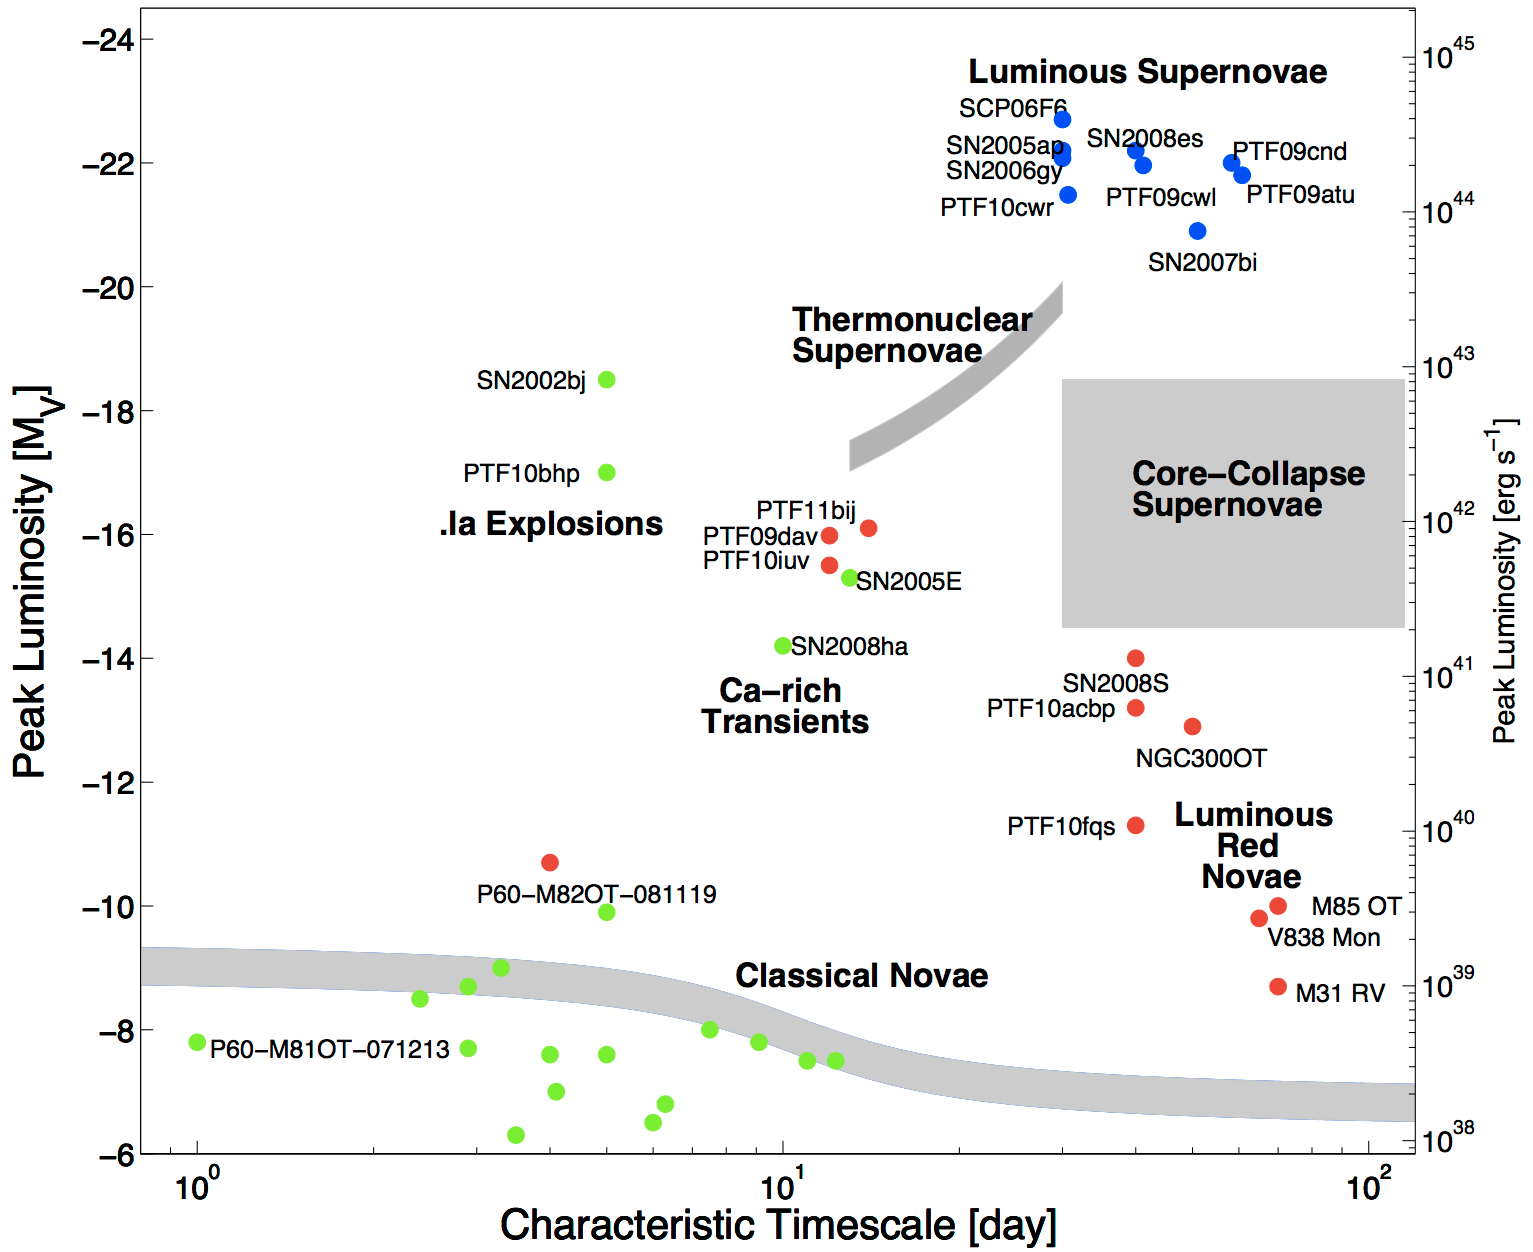 −24
−22
−20
−18
−16
−14
−12
−10
−8
−6
Peak Luminosity [M_V]
Luminous Supernovae
SCP06F6
SN2005ap
SN2008es
SN2006gy
PTF09cnd
PTF10cwr
PTF09cwl
PTF09atu
SN2007bi
Thermonuclear
Supernovae
SN2002bj
PTF10bhp
.Ia Explosions
Core−Collapse
Supernovae
PTF11bij
PTF09dav
PTF10iuv
SN2005E
SN2008ha
Ca−rich
Transients
SN2008S
PTF10acbp
NGC300OT
PTF10fqs
Luminous
Red
Novae
P60−M82OT−081119
M85 OT
V838 Mon
M31 RV
Classical Novae
P60−M81OT−071213
10^45
10^44
10^43
10^42
10^41
10^40
10^39
10^38
Peak Luminosity [erg s^−1]
10^0
10^1
10^2
Characteristic Timescale [day]